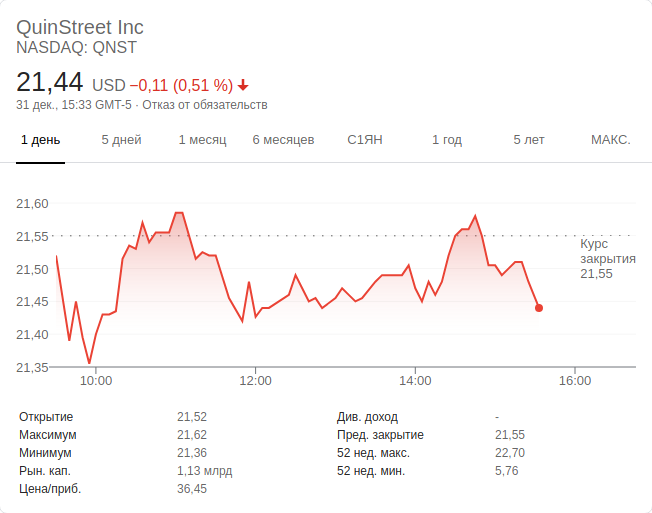 QuinStreet Inc
NASDAQ: QNST
21,44 USD −0,11 (0,51 %)
31 дек., 15:33 GMT-5 · Отказ от обязательств
1 день 5 дней 1 месяц 6 месяцев С1ЯН 1 год 5 лет МАКС.
21,60
21,55
21,50
21,45
21,40
21,35
Курс
закрытия
21,55
10:00 12:00 14:00 16:00
Открытие 21,52
Максимум 21,62
Минимум 21,36
Рын. кап. 1,13 млрд
Цена/приб. 36,45
Див. доход -
Пред. закрытие 21,55
52 нед. макс. 22,70
52 нед. мин. 5,76